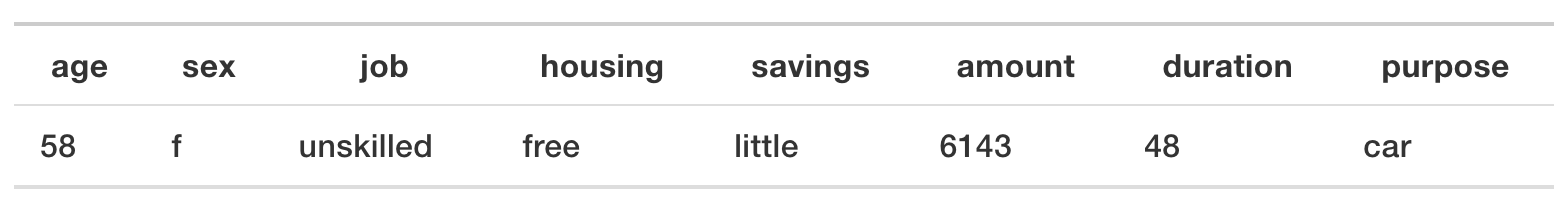 age sex job housing savings amount duration purpose
58 f unskilled free little 6143 48 car